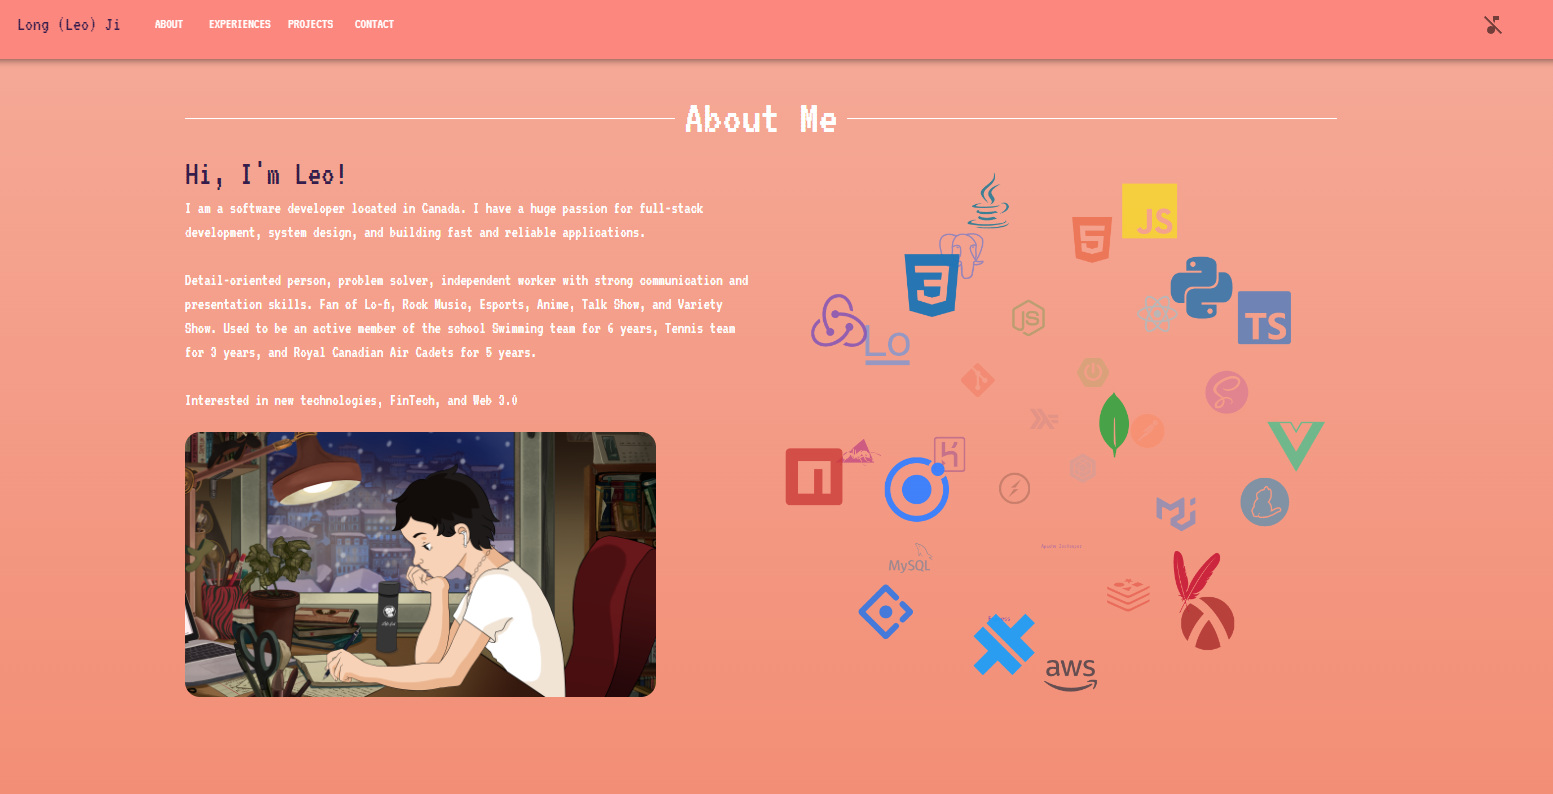 Long (Leo) Ji
ABOUT
EXPERIENCES
PROJECTS
CONTACT
About Me
Hi, I'm Leo!
I am a software developer located in Canada. I have a huge passion for full-stack
development, system design, and building fast and reliable applications.
Detail-oriented person, problem solver, independent worker with strong communication and
presentation skills. Fan of Lo-fi, Rock Music, Esports, Anime, Talk Show, and Variety
Show. Used to be an active member of the school Swimming team for 6 years, Tennis team
for 3 years, and Royal Canadian Air Cadets for 5 years.
Interested in new technologies, FinTech, and Web 3.0
JS
5
3
JS
TS
Lo
MySQL
aws